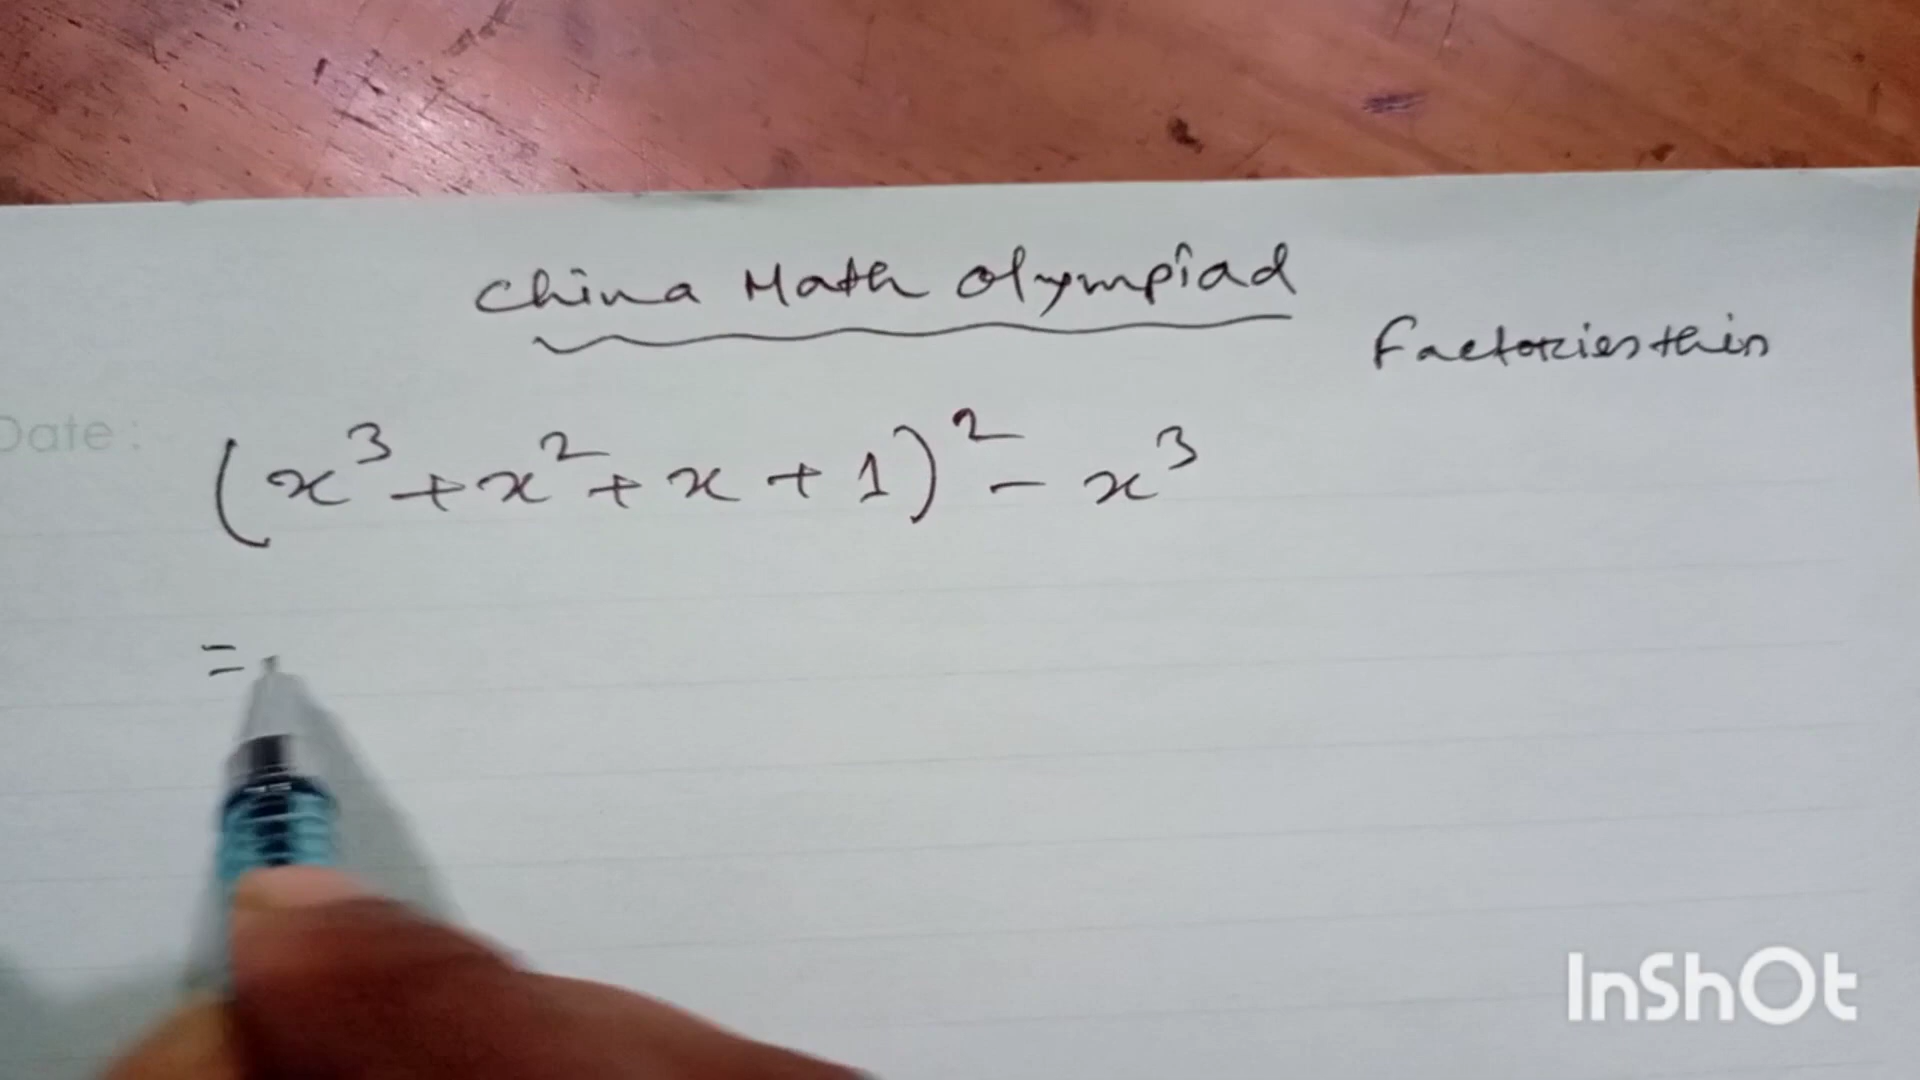 China Math Olympiad
Factories this
Date:
(x³+x²+x+1)²-x³
=
InShOt